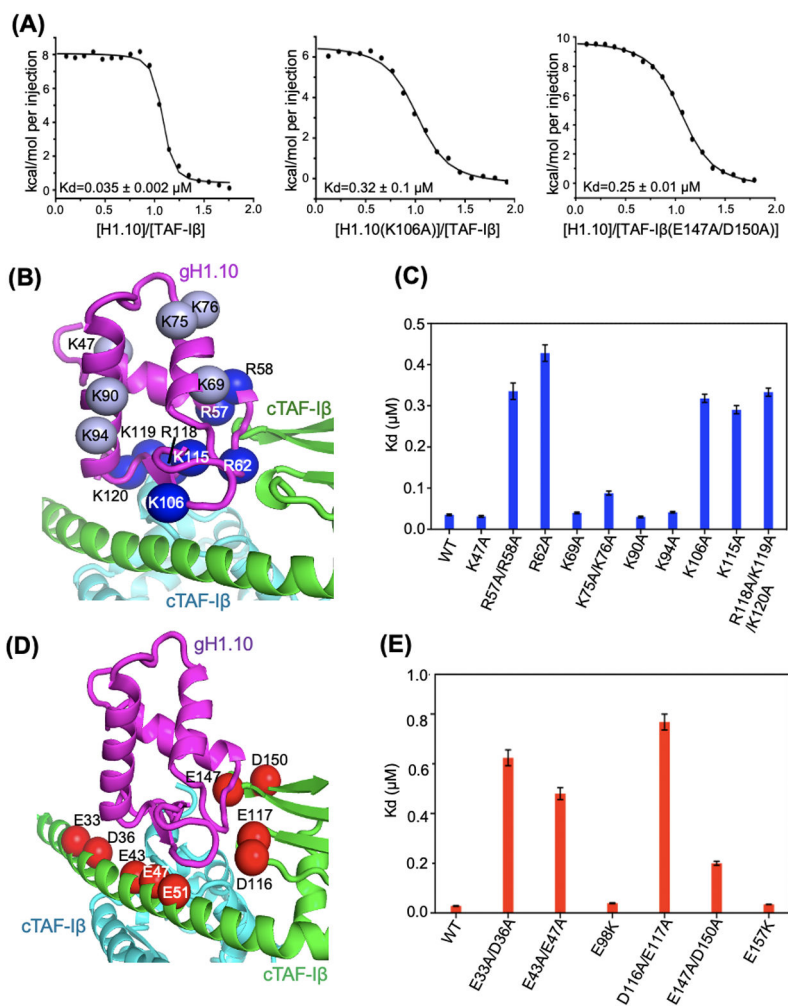 (A)
kcal/mol per injection
8
6
4
2
0
Kd=0.035 ± 0.002 µM
0.0 0.5 1.0 1.5 2.0
[H1.10]/[TAF-Iβ]
kcal/mol per injection
6
4
2
0
Kd=0.32 ± 0.1 µM
0.0 0.5 1.0 1.5 2.0
[H1.10(K106A)]/[TAF-Iβ]
kcal/mol per injection
10
8
6
4
2
0
Kd=0.25 ± 0.01 µM
0.0 0.5 1.0 1.5 2.0
[H1.10]/[TAF-Iβ(E147A/D150A)]
(B)
gH1.10
K76
K75
K47
R58
K69
K90
R57
cTAF-Iβ
K94
K119 R118
K115
R62
K120
K106
cTAF-Iβ
(C)
Kd (µM)
0.5
0.4
0.3
0.2
0.1
0.0
WT
K47A
R57A/R58A
R62A
K69A
K75A/K76A
K90A
K94A
K106A
K115A
R118A/K119A
/K120A
(D)
gH1.10
D150
E147
E33
E117
D36
E43
E47
D116
E51
cTAF-Iβ
cTAF-Iβ
(E)
Kd (µM)
1.0
0.8
0.6
0.4
0.2
0.0
WT
E33A/D36A
E43A/E47A
E98K
D116A/E117A
E147A/D150A
E157K